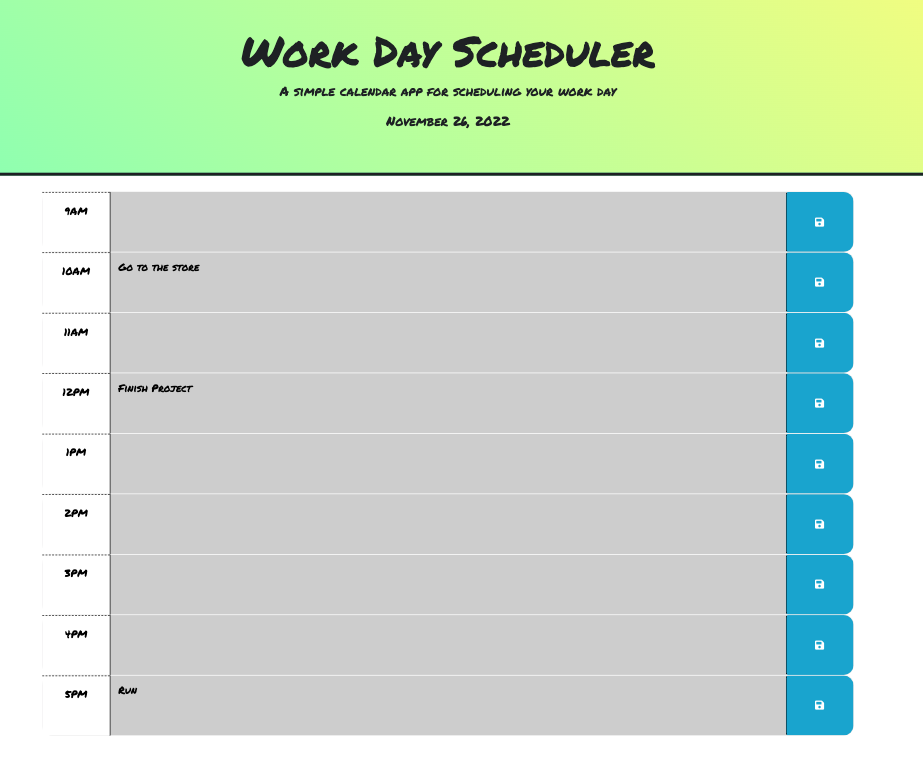 Work Day Scheduler
A simple calendar app for scheduling your work day
November 26, 2022
9AM
10AM Go to the store
11AM
12PM Finish Project
1PM
2PM
3PM
4PM
5PM Run